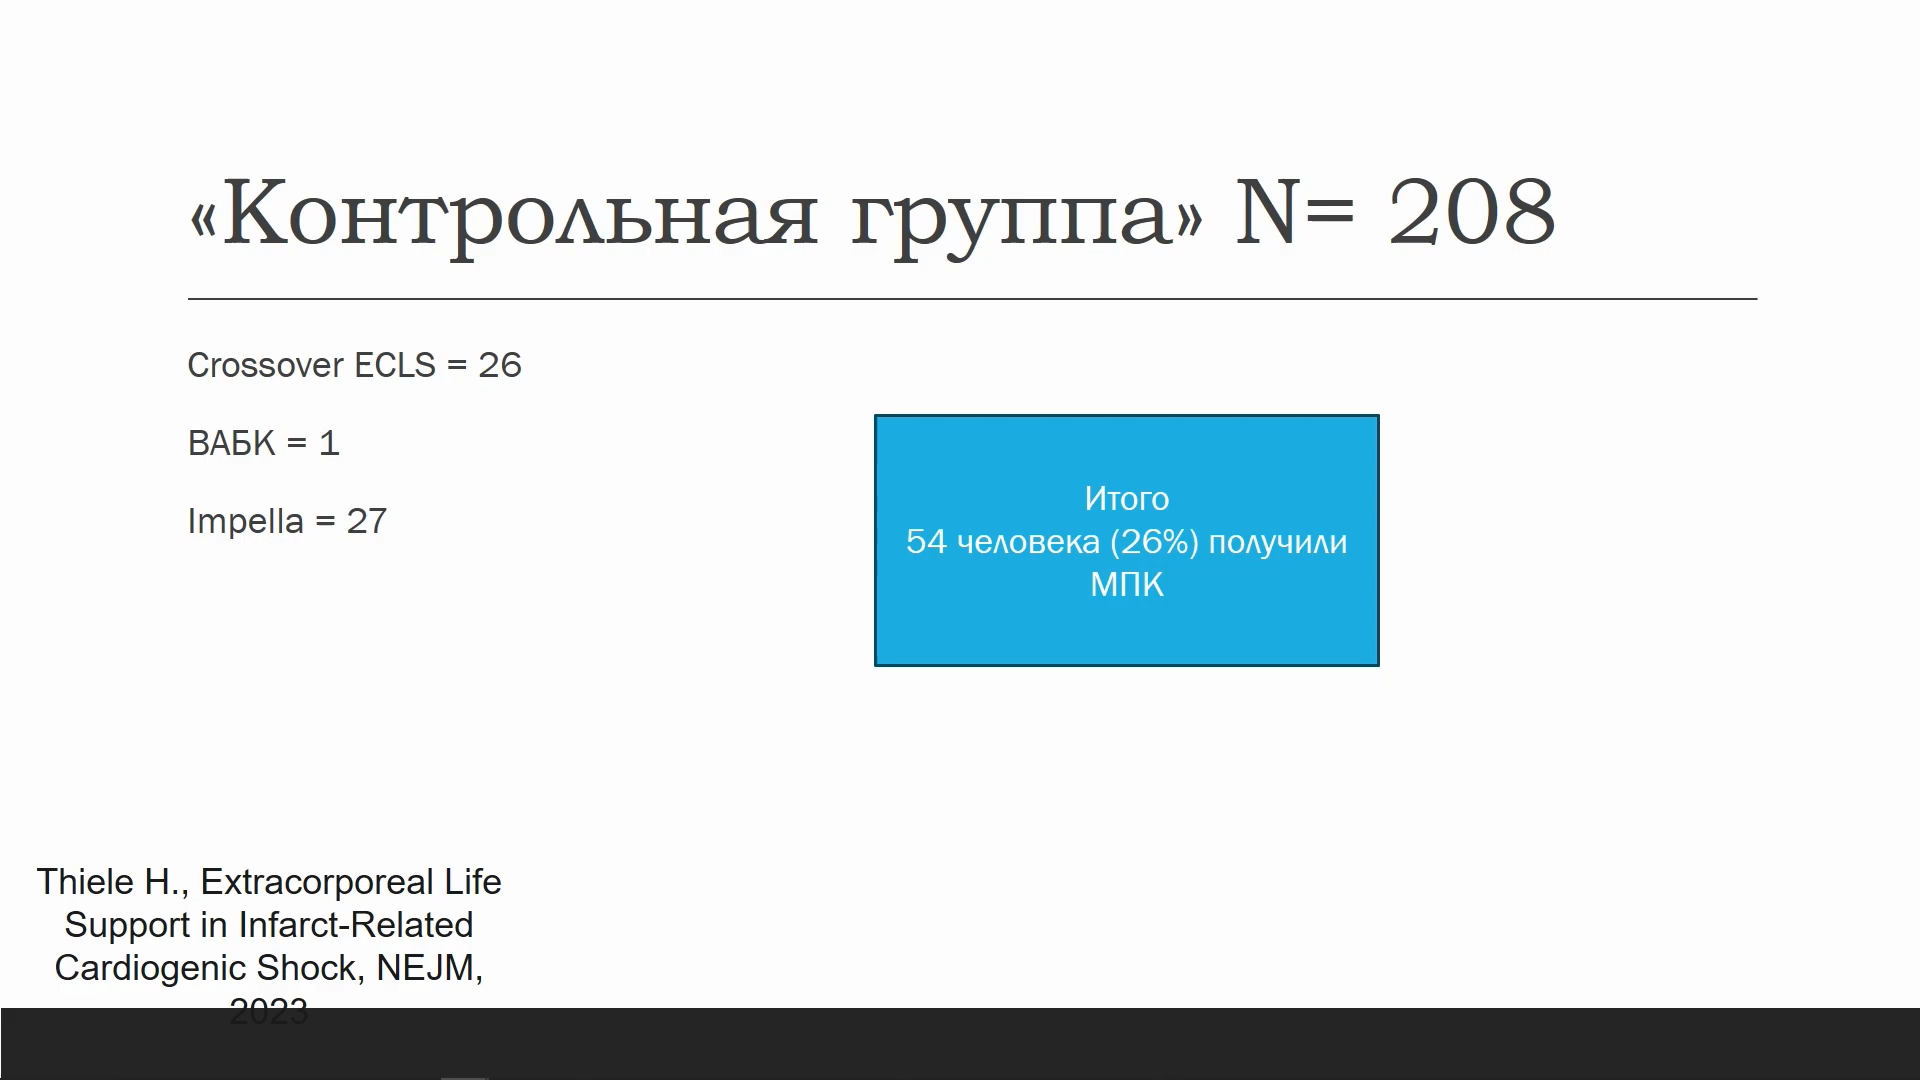 «Контрольная группа» N= 208
Crossover ECLS = 26
ВАБК = 1
Impella = 27
Итого
54 человека (26%) получили
МПК
Thiele H., Extracorporeal Life
Support in Infarct-Related
Cardiogenic Shock, NEJM,
2023